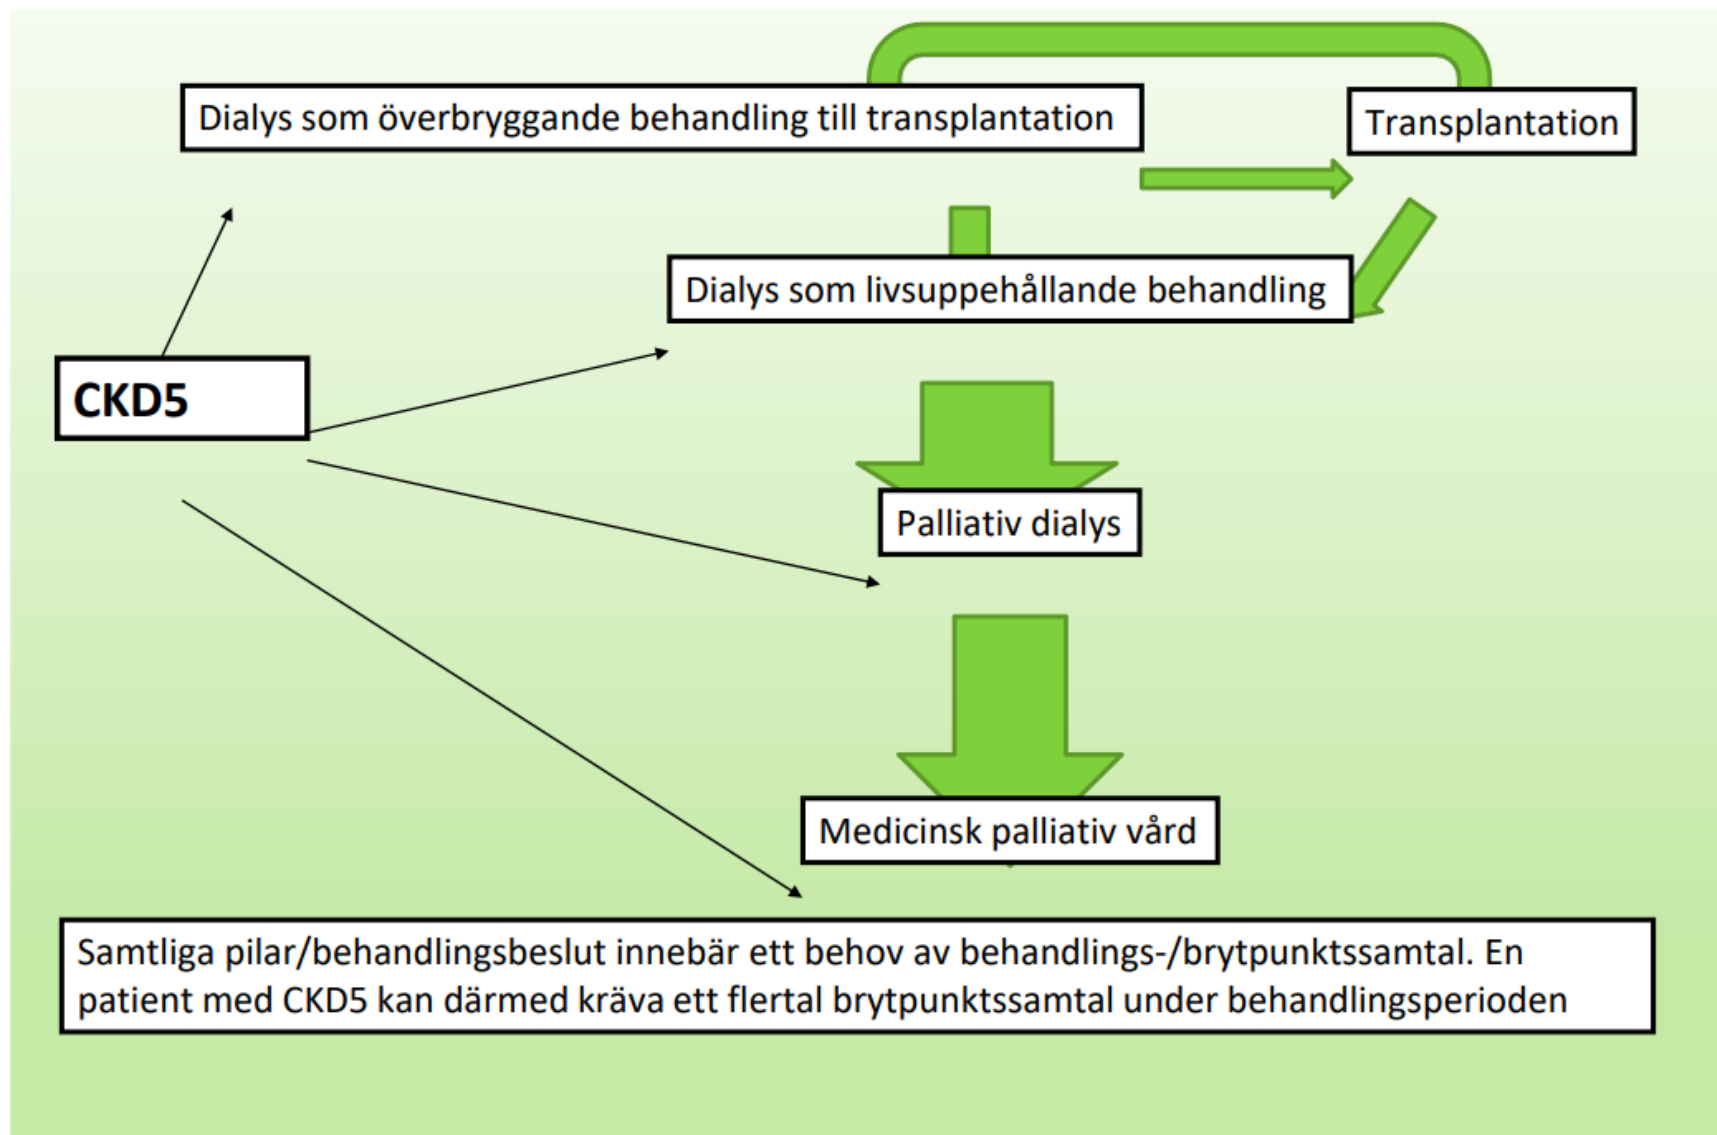 Dialys som överbryggande behandling till transplantation
Transplantation
Dialys som livsuppehållande behandling
CKD5
Palliativ dialys
Medicinsk palliativ vård
Samtliga pilar/behandlingsbeslut innebär ett behov av behandlings-/brytpunktssamtal. En
patient med CKD5 kan därmed kräva ett flertal brytpunktssamtal under behandlingsperioden